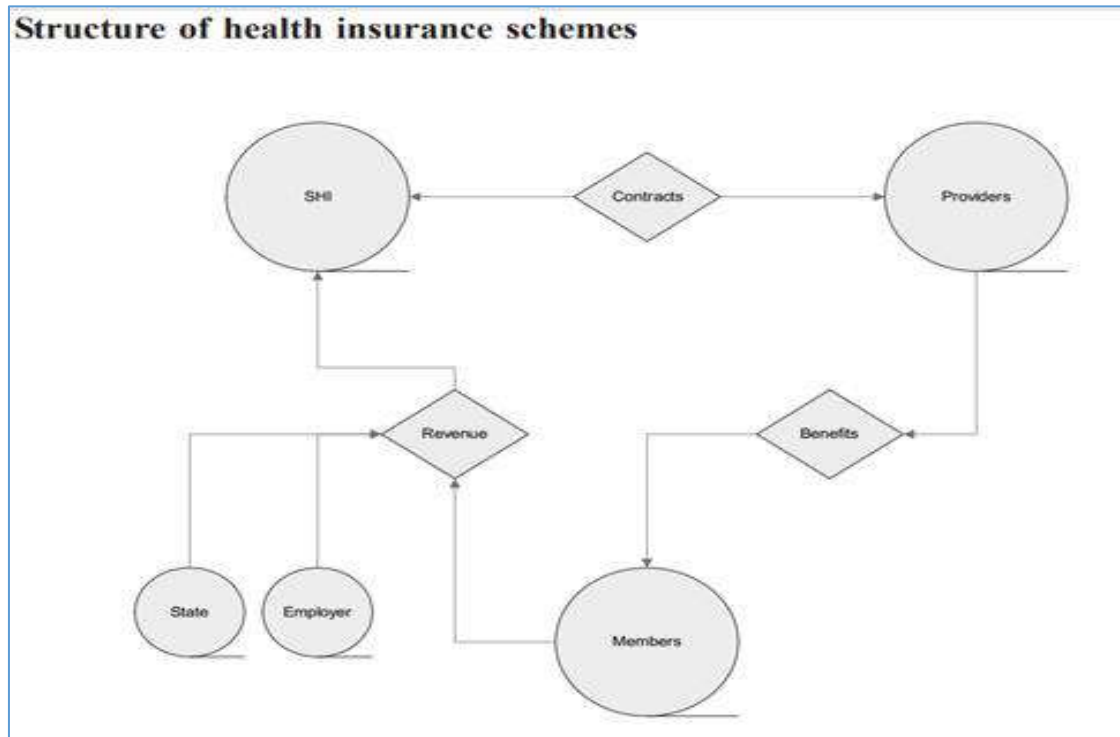 Structure of health insurance schemes
SHI
Contracts
Providers
Revenue
Benefits
State
Employer
Members